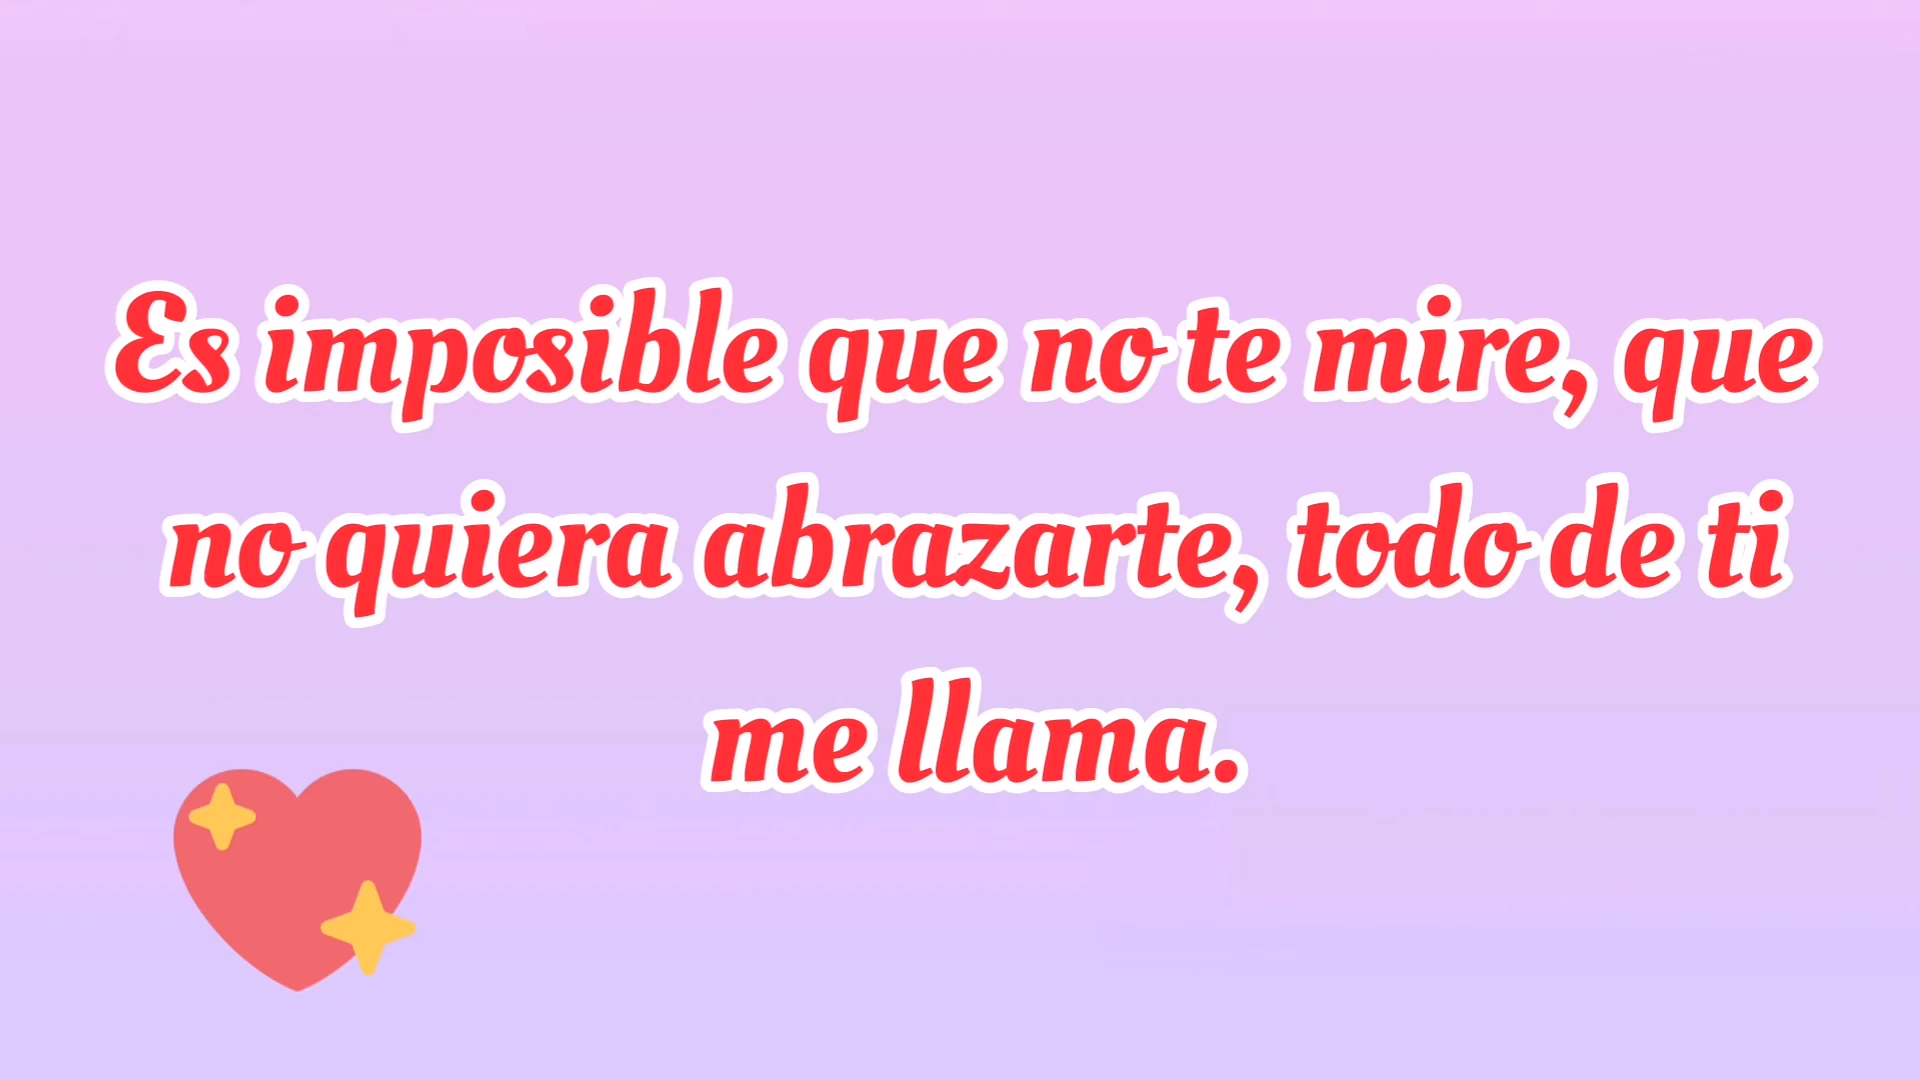 Es imposible que no te mire, que
no quiera abrazarte, todo de ti
me llama.